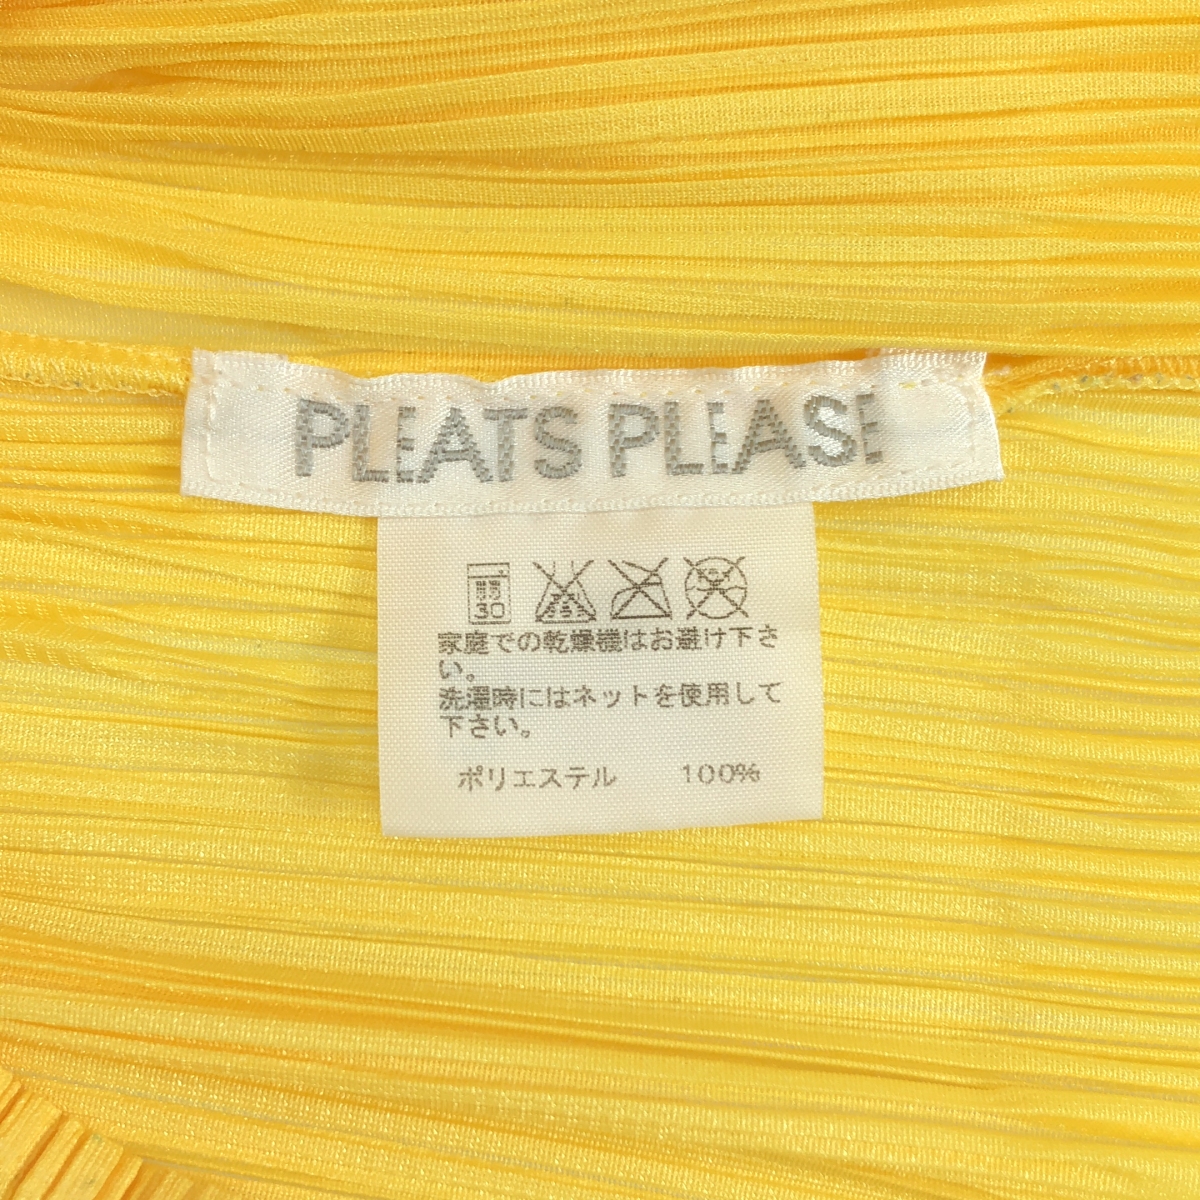 PLEATS PLEASE
弱
30
家庭での乾燥機はお避け下さ
い。
洗濯時にはネットを使用して
下さい。
ポリエステル 100%